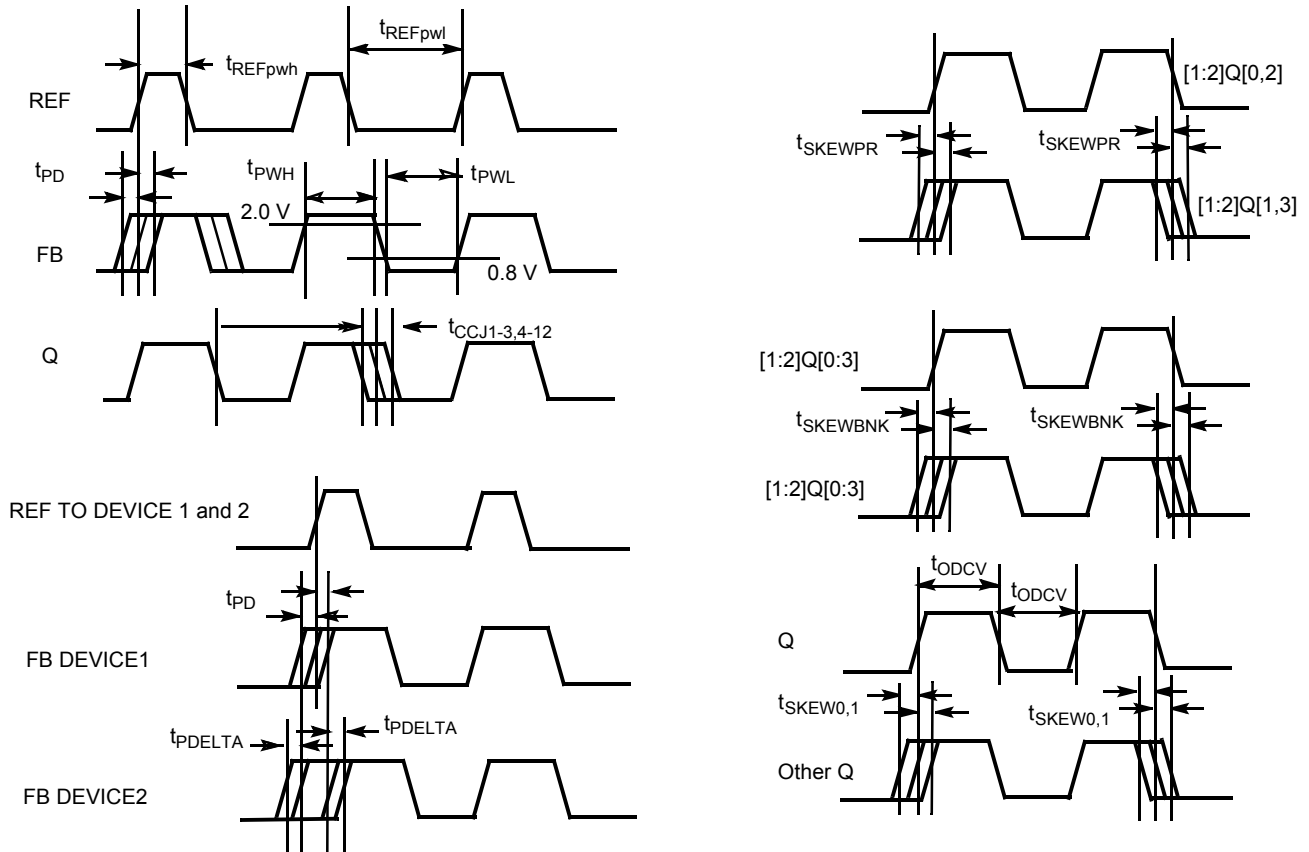 tREFpwh
tREFpwl
REF
tPD
tPWH
tPWL
2.0 V
FB
0.8 V
tCCJ1-3,4-12
Q
REF TO DEVICE 1 and 2
tPD
FB DEVICE1
tPDELTA
tPDELTA
FB DEVICE2
[1:2]Q[0,2]
tSKEWPR
tSKEWPR
[1:2]Q[1,3]
[1:2]Q[0:3]
tSKEWBNK
tSKEWBNK
[1:2]Q[0:3]
tODCV
tODCV
Q
tSKEW0,1
tSKEW0,1
Other Q